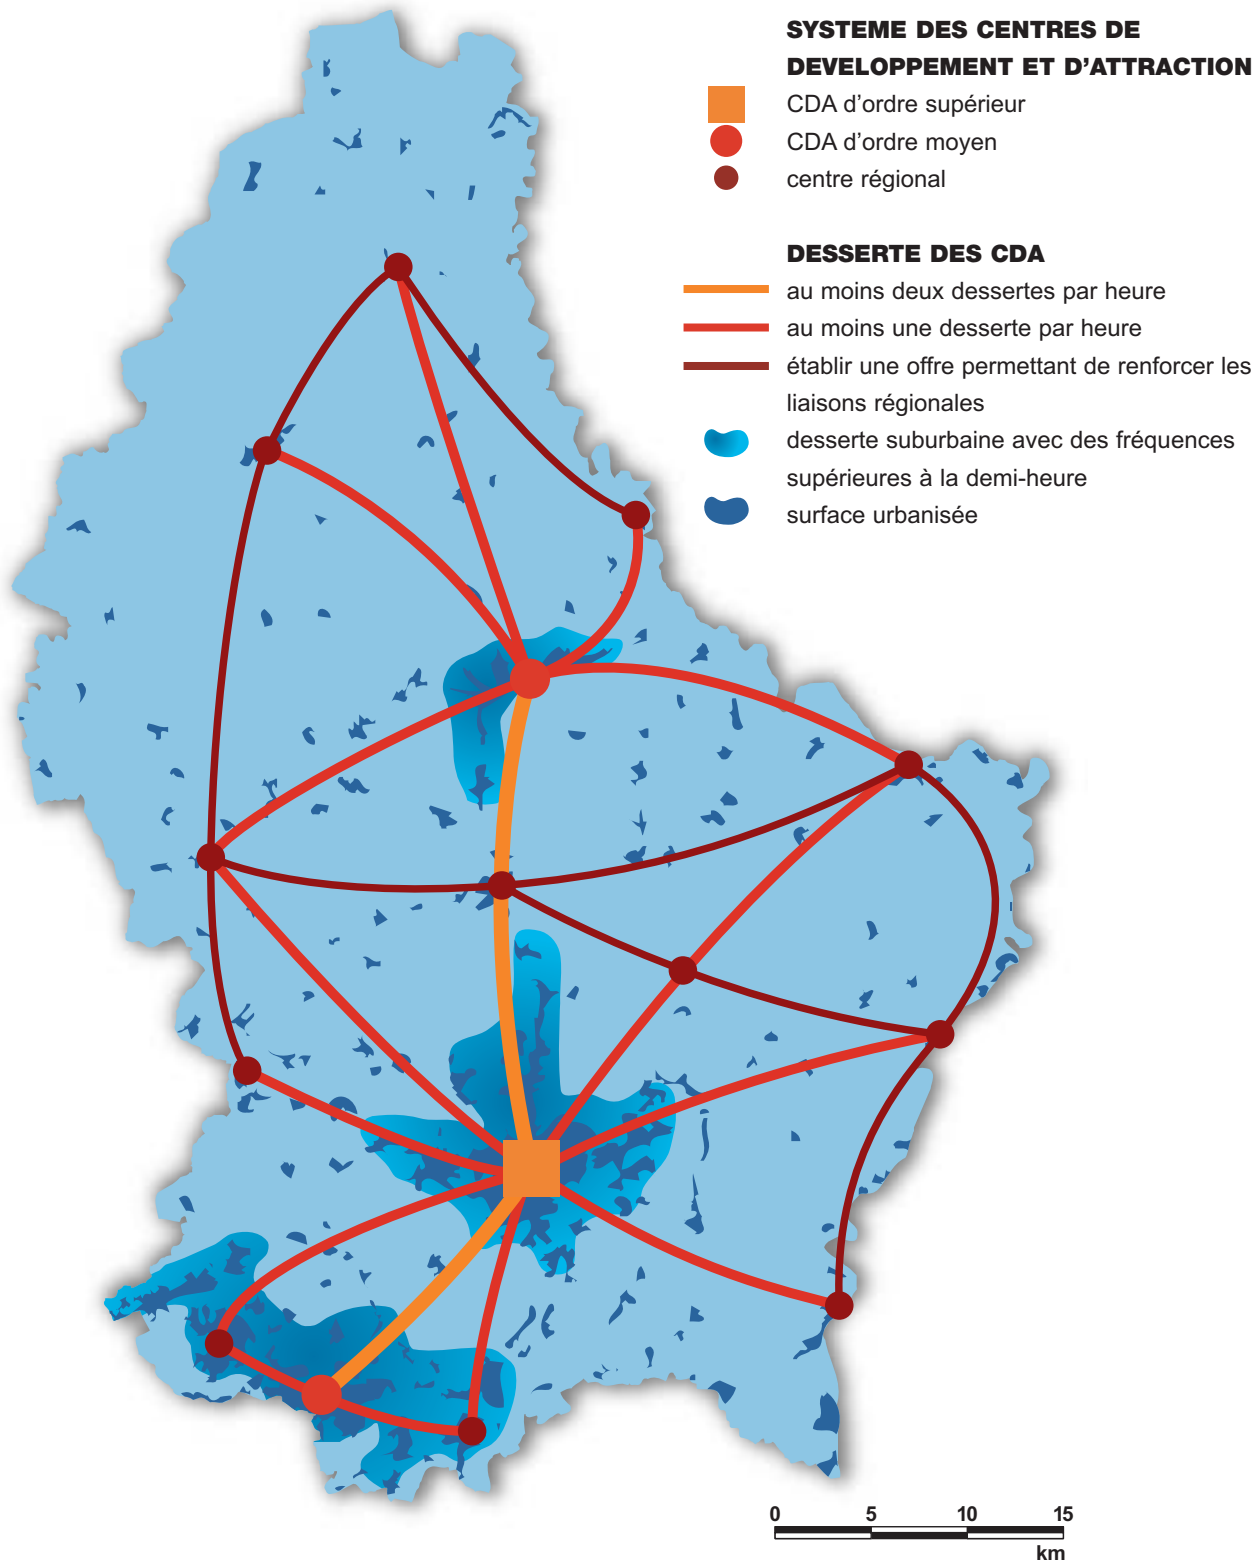 SYSTEME DES CENTRES DE
DEVELOPPEMENT ET D'ATTRACTION
CDA d'ordre supérieur
CDA d'ordre moyen
centre régional
DESSERTE DES CDA
au moins deux dessertes par heure
au moins une desserte par heure
établir une offre permettant de renforcer les
liaisons régionales
desserte suburbaine avec des fréquences
supérieures à la demi-heure
surface urbanisée
0 5 10 15
km